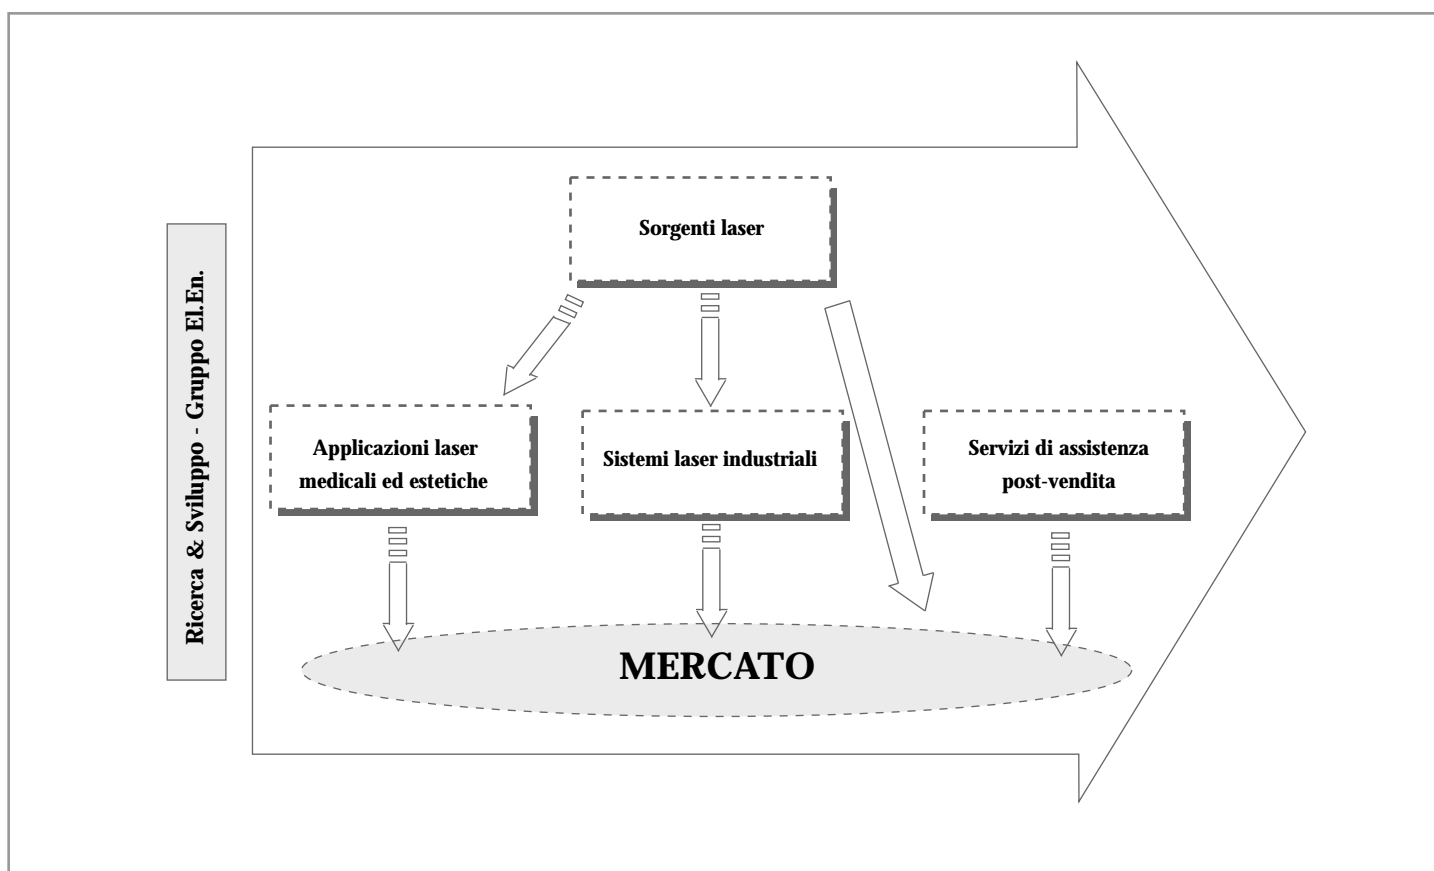 Ricerca & Sviluppo - Gruppo El.En.
Sorgenti laser
Applicazioni laser
medicali ed estetiche
Sistemi laser industriali
Servizi di assistenza
post-vendita
MERCATO